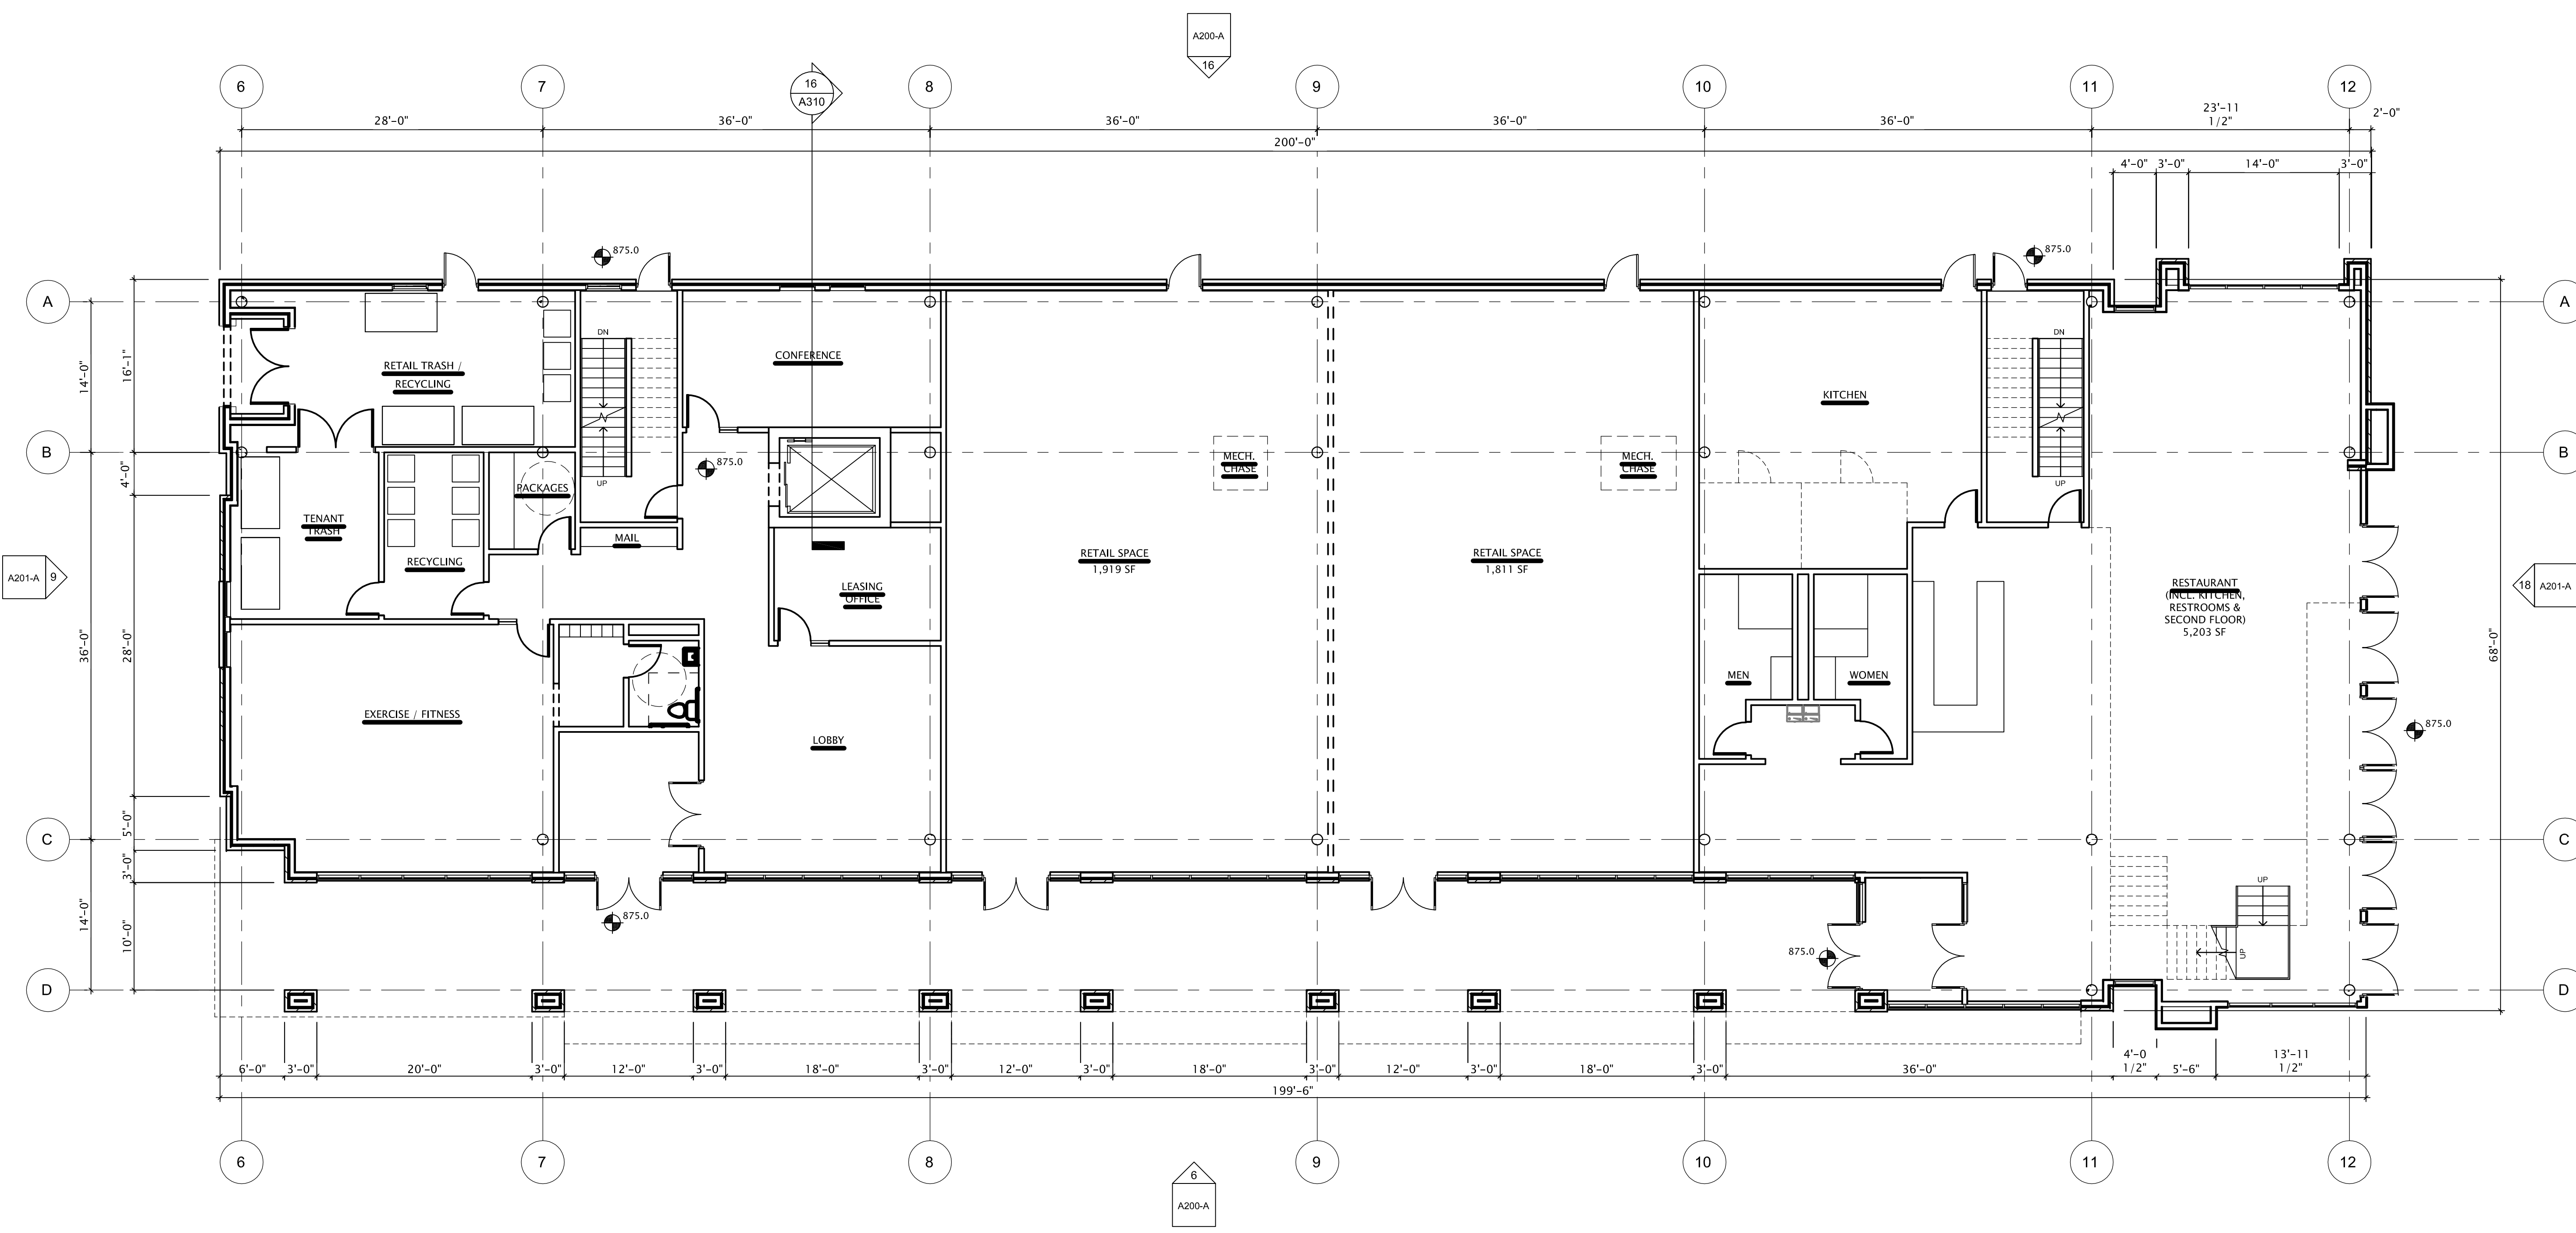 A200-A
16
6
7
16
A310
8
9
10
11
12
28'-0"
36'-0"
36'-0"
36'-0"
36'-0"
23'-11
1/2"
2'-0"
200'-0"
4'-0"
3'-0"
14'-0"
3'-0"
875.0
875.0
A
A
14'-0"
16'-1"
DN
DN
CONFERENCE
RETAIL TRASH /
RECYCLING
KITCHEN
B
B
4'-0"
875.0
MECH.
CHASE
MECH.
CHASE
UP
UP
PACKAGES
TENANT
TRASH
MAIL
RECYCLING
RETAIL SPACE
1,919 SF
RETAIL SPACE
1,811 SF
A201-A
9
18
A201-A
LEASING
OFFICE
RESTAURANT
(INCL. KITCHEN,
RESTROOMS &
SECOND FLOOR)
5,203 SF
36'-0"
28'-0"
68'-0"
MEN
WOMEN
EXERCISE / FITNESS
LOBBY
875.0
5'-0"
C
C
3'-0"
UP
875.0
14'-0"
10'-0"
875.0
UP
D
D
6'-0"
3'-0"
20'-0"
3'-0"
12'-0"
3'-0"
18'-0"
3'-0"
12'-0"
3'-0"
18'-0"
3'-0"
12'-0"
3'-0"
18'-0"
3'-0"
36'-0"
4'-0
1/2"
5'-6"
13'-11
1/2"
199'-6"
6
7
8
9
10
11
12
6
A200-A